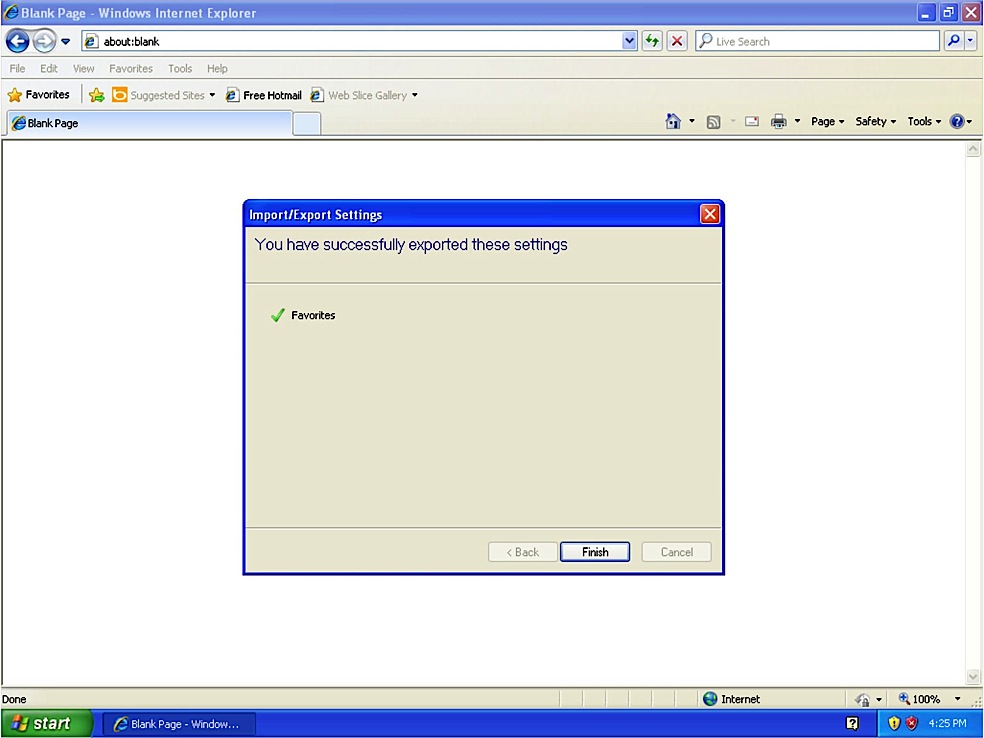 Blank Page - Windows Internet Explorer
about:blank
Live Search
File Edit View Favorites Tools Help
Favorites Suggested Sites Free Hotmail Web Slice Gallery
Blank Page
Page Safety Tools
Import/Export Settings
You have successfully exported these settings
Favorites
< Back Finish Cancel
Done Internet 100%
start Blank Page - Window... 4:25 PM